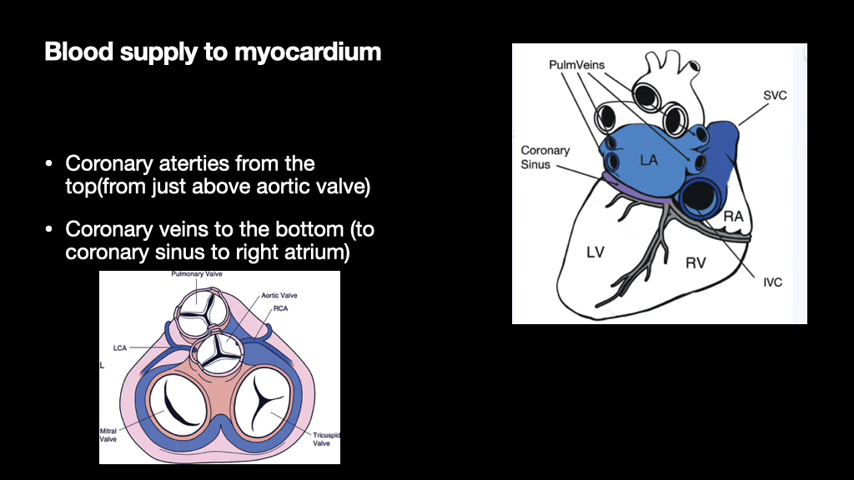 Blood supply to myocardium
• Coronary aterties from the
top(from just above aortic valve)
• Coronary veins to the bottom (to
coronary sinus to right atrium)
Pulmonary Valve
Aortic Valve
RCA
LCA
L
Mitral
Valve
Tricuspid
Valve
PulmVeins
SVC
Coronary
Sinus
LA
RA
LV
RV
IVC